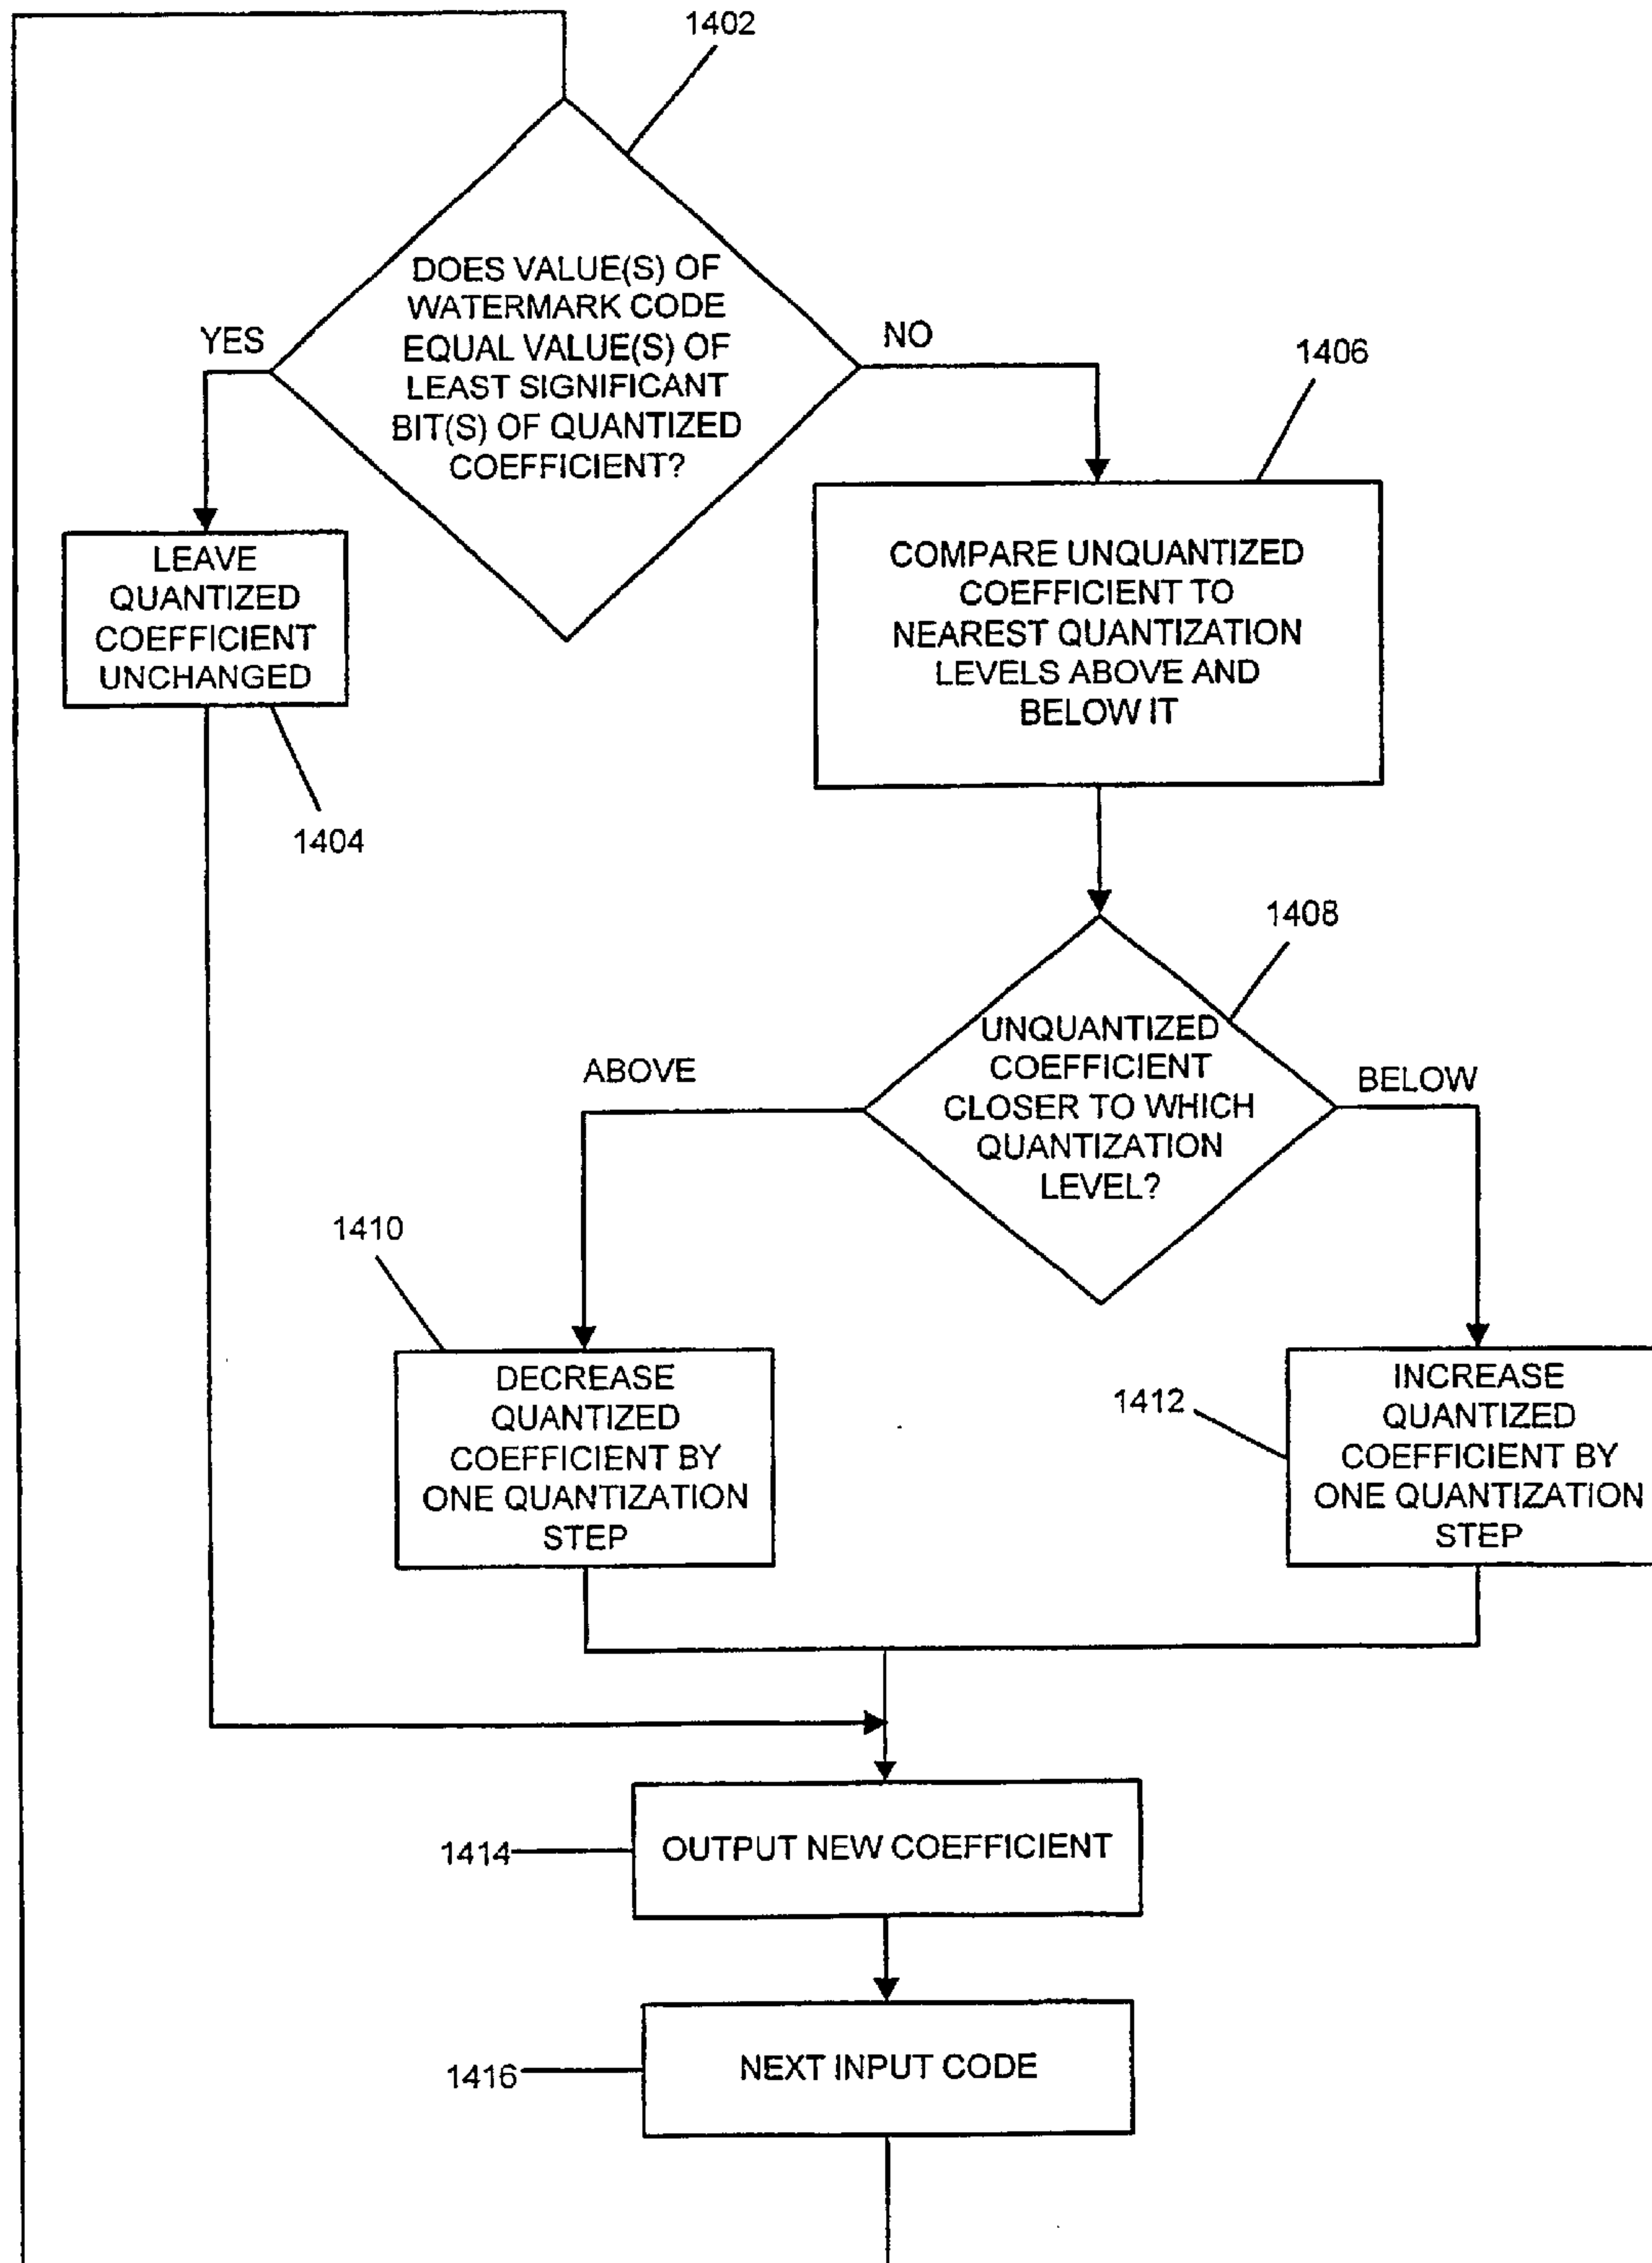 1402
DOES VALUE(S) OF
WATERMARK CODE
EQUAL VALUE(S) OF
LEAST SIGNIFICANT
BIT(S) OF QUANTIZED
COEFFICIENT?
YES
NO
1406
LEAVE
QUANTIZED
COEFFICIENT
UNCHANGED
COMPARE UNQUANTIZED
COEFFICIENT TO
NEAREST QUANTIZATION
LEVELS ABOVE AND
BELOW IT
1404
1408
UNQUANTIZED
COEFFICIENT
CLOSER TO WHICH
QUANTIZATION
LEVEL?
ABOVE
BELOW
1410
DECREASE
QUANTIZED
COEFFICIENT BY
ONE QUANTIZATION
STEP
1412
INCREASE
QUANTIZED
COEFFICIENT BY
ONE QUANTIZATION
STEP
1414
OUTPUT NEW COEFFICIENT
1416
NEXT INPUT CODE